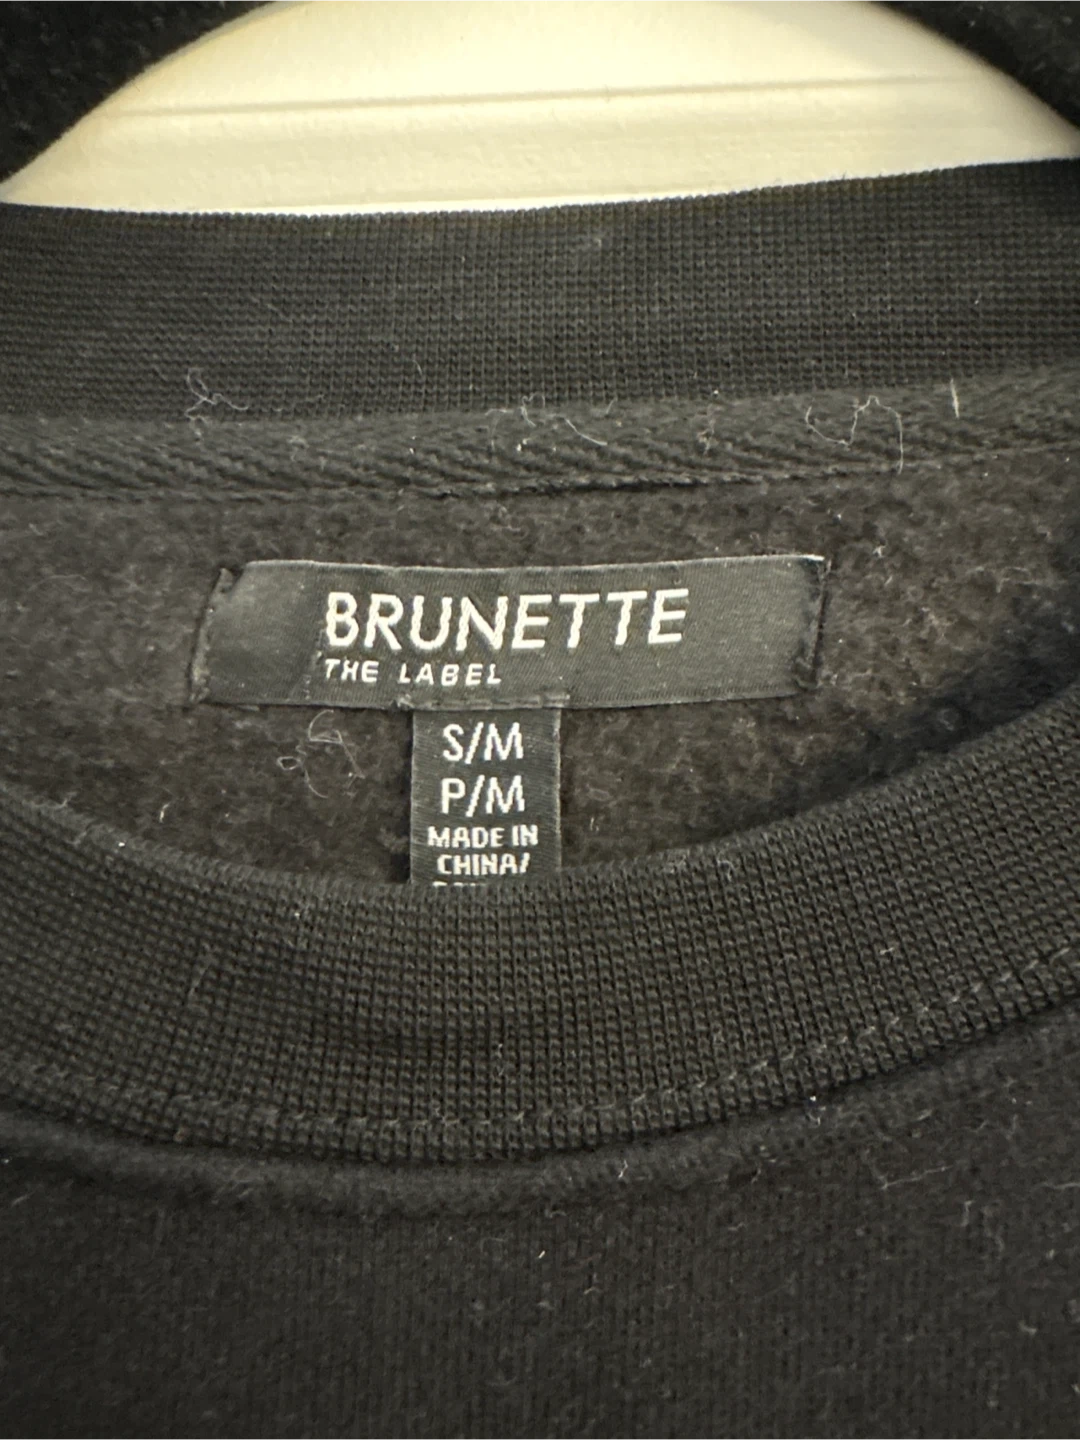 BRUNETTE
THE LABEL
S/M
P/M
MADE IN
CHINA/